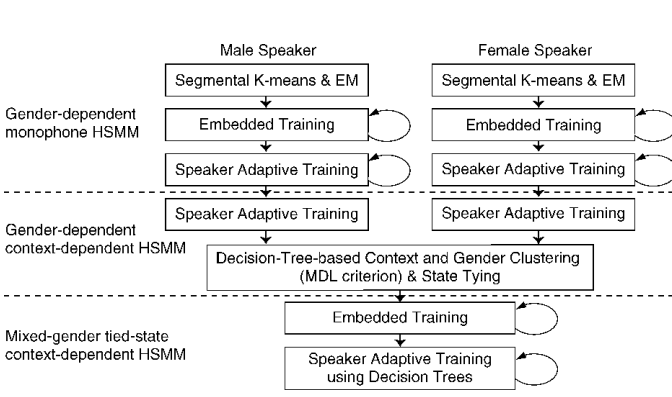 Male Speaker
Female Speaker
Segmental K-means & EM
Segmental K-means & EM
Gender-dependent
monophone HSMM
Embedded Training
Embedded Training
Speaker Adaptive Training
Speaker Adaptive Training
Gender-dependent
context-dependent HSMM
Speaker Adaptive Training
Speaker Adaptive Training
Decision-Tree-based Context and Gender Clustering
(MDL criterion) & State Tying
Mixed-gender tied-state
context-dependent HSMM
Embedded Training
Speaker Adaptive Training
using Decision Trees